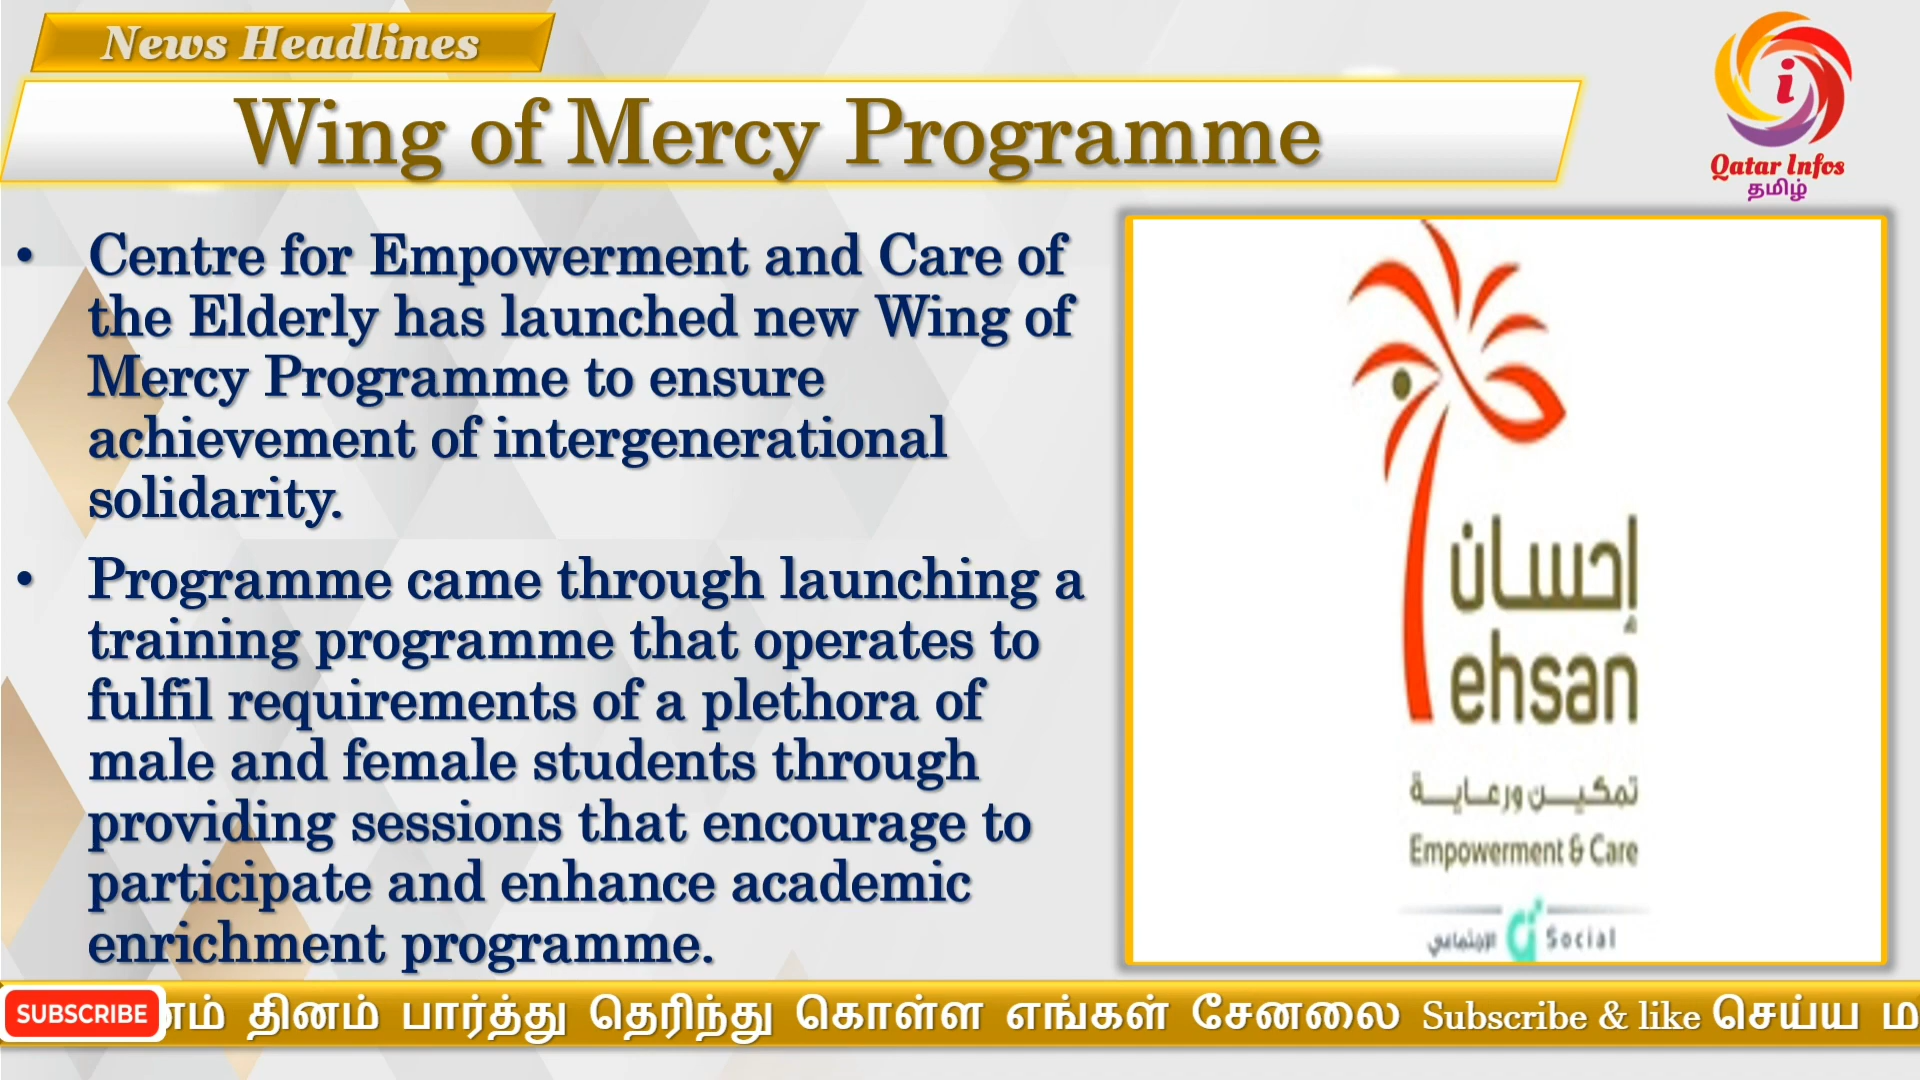 News Headlines
Wing of Mercy Programme
i
Qatar Infos
தமிழ்
• Centre for Empowerment and Care of
the Elderly has launched new Wing of
Mercy Programme to ensure
achievement of intergenerational
solidarity.
• Programme came through launching a
training programme that operates to
fulfil requirements of a plethora of
male and female students through
providing sessions that encourage to
participate and enhance academic
enrichment programme.
إحسان
ehsan
تمكين ورعاية
Empowerment & Care
الإجتماعي Social
SUBSCRIBE
தினம் பார்த்து தெரிந்து கொள்ள எங்கள் சேனலை Subscribe & like செய்ய